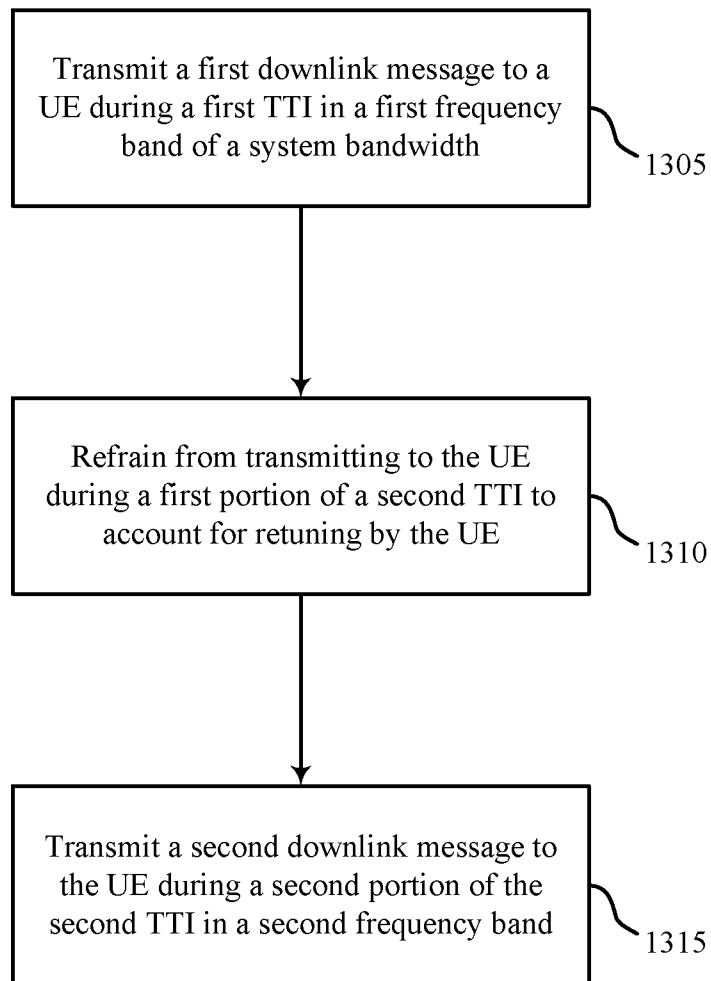 Transmit a first downlink message to a
UE during a first TTI in a first frequency
band of a system bandwidth
1305
Refrain from transmitting to the UE
during a first portion of a second TTI to
account for retuning by the UE
1310
Transmit a second downlink message to
the UE during a second portion of the
second TTI in a second frequency band
1315